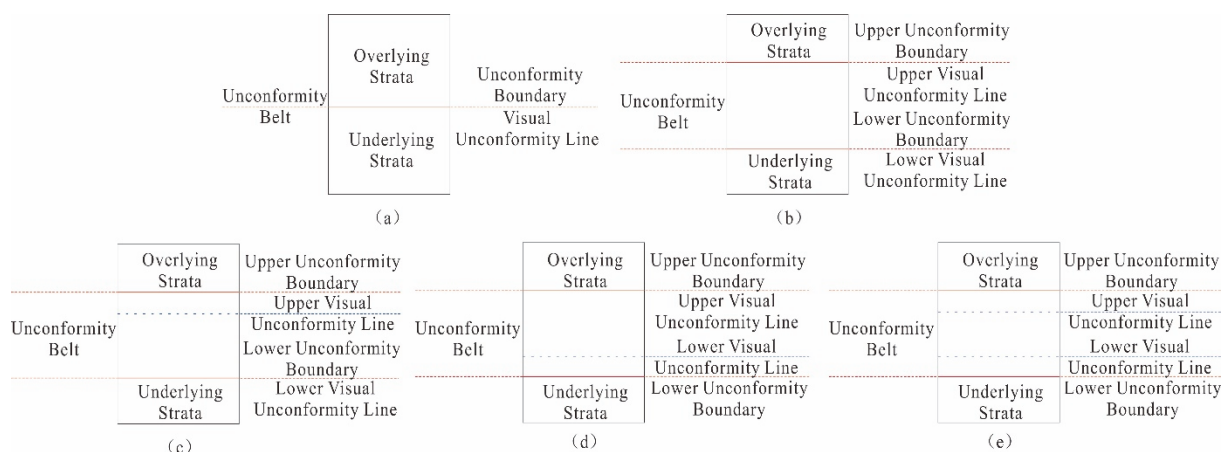 Overlying
Strata
Unconformity
Belt
Unconformity
Boundary
Visual
Unconformity Line
Underlying
Strata
(a)
Overlying
Strata
Upper Unconformity
Boundary
Upper Visual
Unconformity Line
Unconformity
Belt
Lower Unconformity
Boundary
Underlying
Strata
Lower Visual
Unconformity Line
(b)
Overlying
Strata
Upper Unconformity
Boundary
Upper Visual
Unconformity Line
Unconformity
Belt
Lower Unconformity
Boundary
Underlying
Strata
Lower Visual
Unconformity Line
(c)
Overlying
Strata
Upper Unconformity
Boundary
Upper Visual
Unconformity Line
Unconformity
Belt
Lower Visual
Unconformity Line
Underlying
Strata
Lower Unconformity
Boundary
(d)
Overlying
Strata
Upper Unconformity
Boundary
Upper Visual
Unconformity Line
Unconformity
Belt
Lower Visual
Unconformity Line
Underlying
Strata
Lower Unconformity
Boundary
(e)